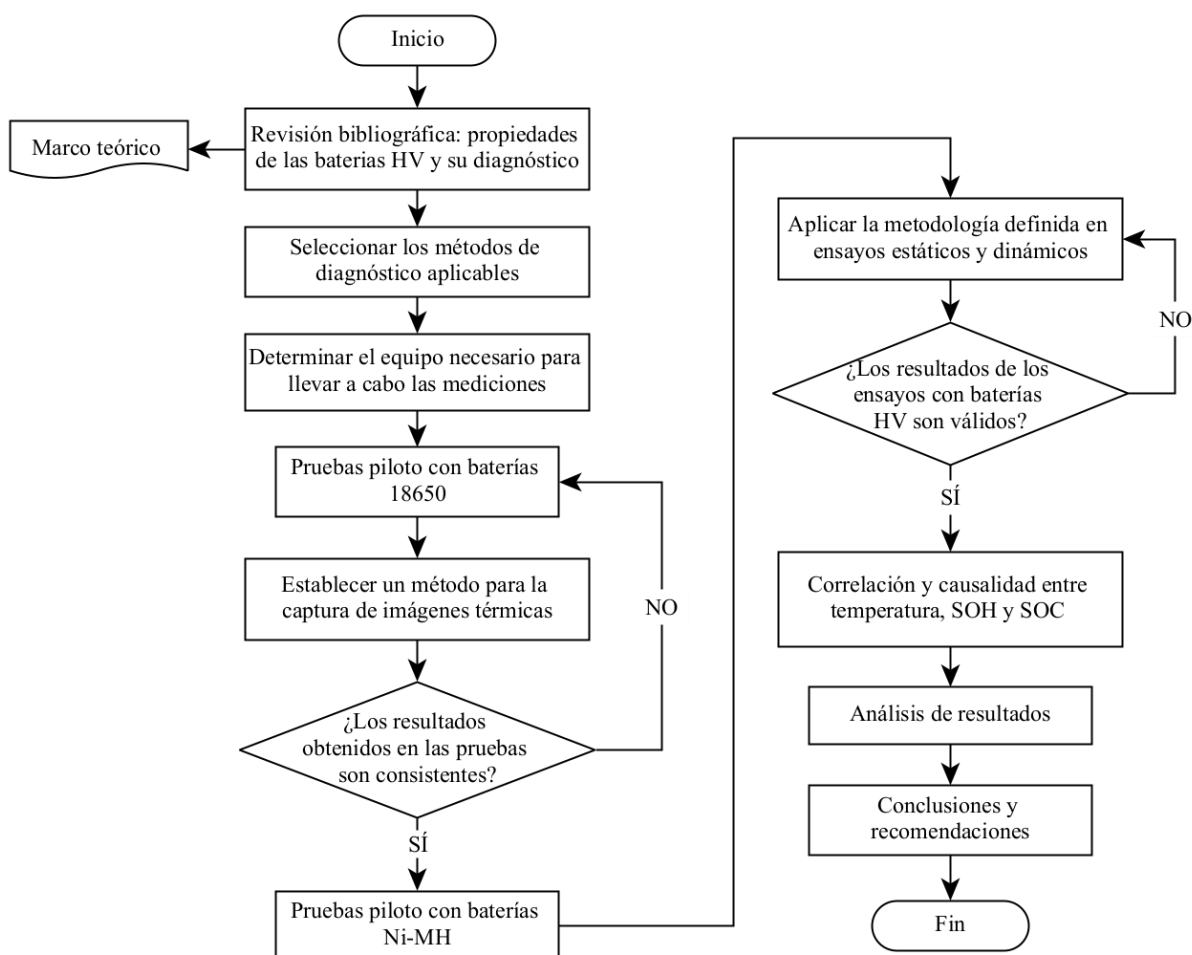 Inicio
Revisión bibliográfica: propiedades
de las baterias HV y su diagnóstico
Marco teórico
Seleccionar los métodos de
diagnóstico aplicables
Determinar el equipo necesario para
llevar a cabo las mediciones
Pruebas piloto con baterías
18650
Establecer un método para la
captura de imágenes térmicas
NO
¿Los resultados
obtenidos en las pruebas
son consistentes?
SÍ
Pruebas piloto con baterías
Ni-MH
Aplicar la metodología definida en
ensayos estáticos y dinámicos
NO
¿Los resultados de los
ensayos con baterías
HV son válidos?
SÍ
Correlación y causalidad entre
temperatura, SOH y SOC
Análisis de resultados
Conclusiones y
recomendaciones
Fin